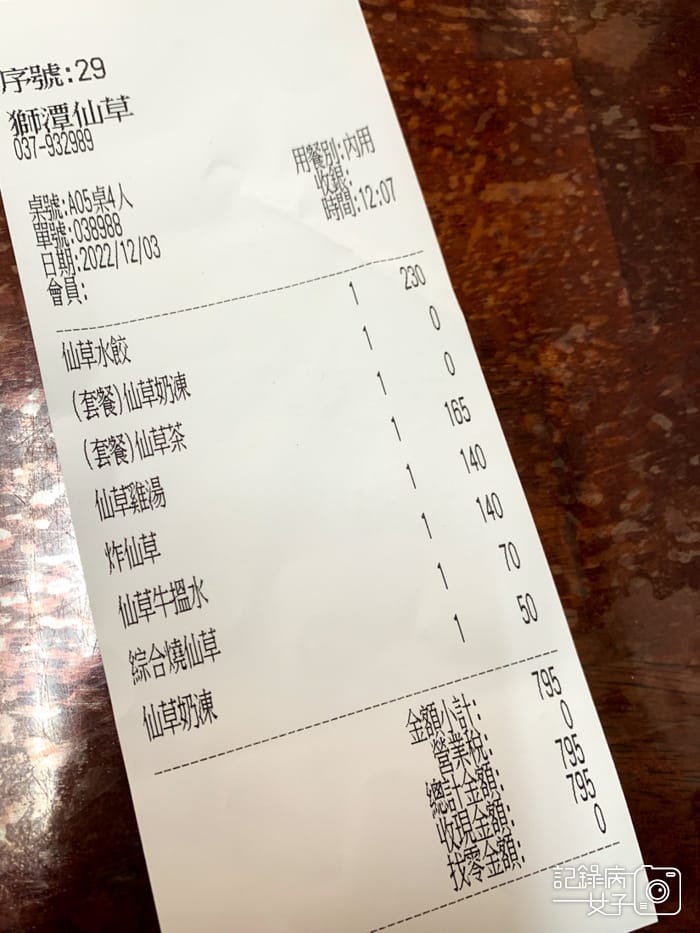 序號:29
獅潭仙草
037-932989
用餐別:內用
收銀:
時間:12:07
桌號:A05桌4人
單號:038988
日期:2022/12/03
會員:
仙草水餃 1 230
(套餐)仙草奶凍 1 0
(套餐)仙草茶 1 0
仙草雞湯 1 165
炸仙草 1 140
仙草牛搵水 1 140
綜合燒仙草 1 70
仙草奶凍 1 50
金額小計: 795
營業稅: 0
總計金額: 795
收現金額: 795
找零金額: 0
記錄病
女子